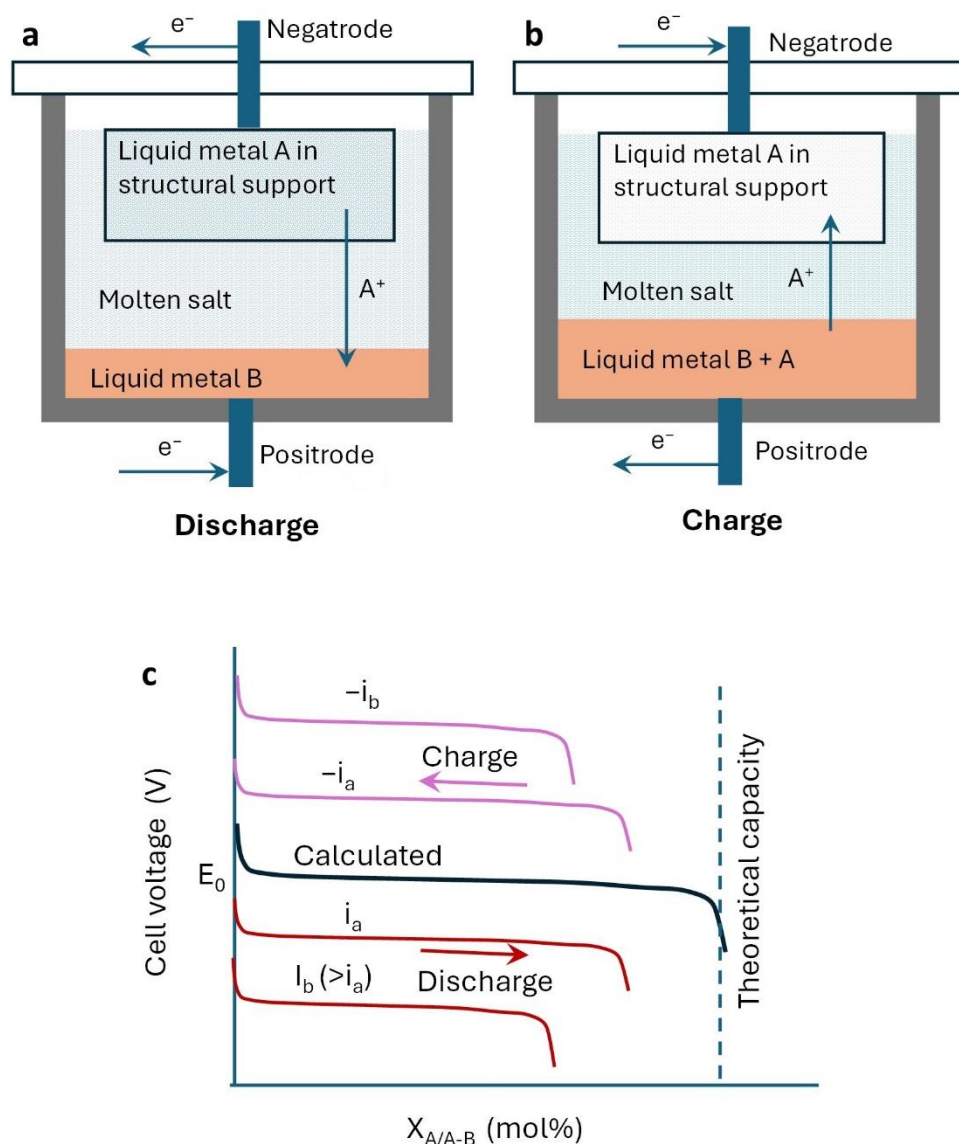 a
e⁻
Negatrode
Liquid metal A in
structural support
A⁺
Molten salt
Liquid metal B
e⁻
Positrode
Discharge
b
e⁻
Negatrode
Liquid metal A in
structural support
A⁺
Molten salt
Liquid metal B + A
e⁻
Positrode
Charge
c
Cell voltage (V)
E₀
−i_b
Charge
−i_a
Calculated
i_a
Discharge
I_b (>i_a)
Theoretical capacity
X_A/A-B (mol%)